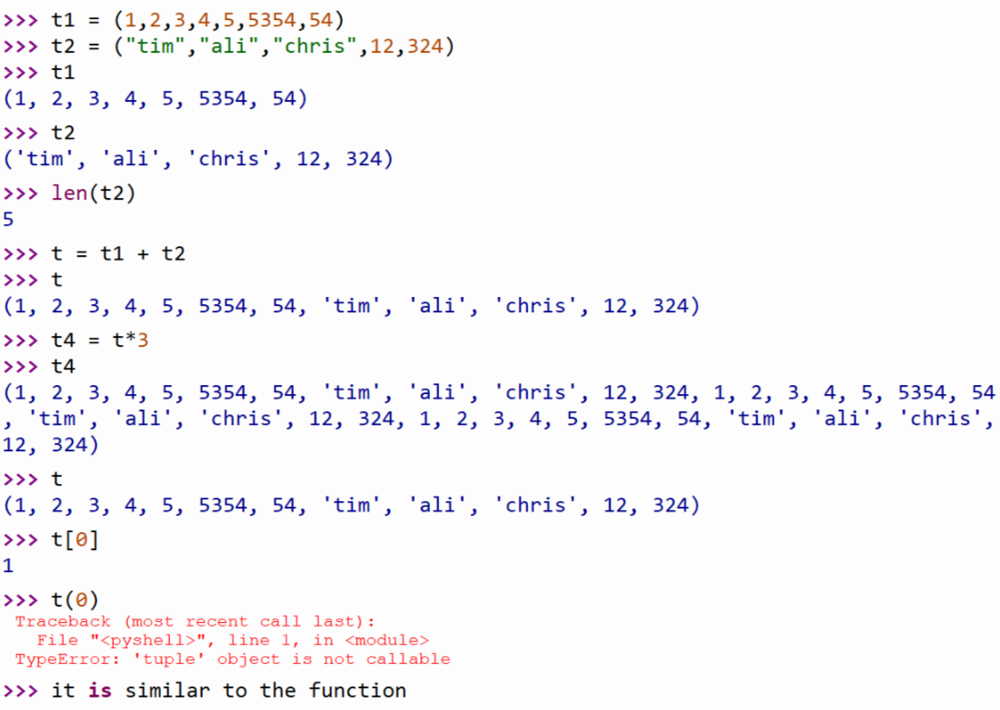 >>> t1 = (1,2,3,4,5,5354,54)
>>> t2 = ("tim","ali","chris",12,324)
>>> t1
(1, 2, 3, 4, 5, 5354, 54)
>>> t2
('tim', 'ali', 'chris', 12, 324)
>>> len(t2)
5
>>> t = t1 + t2
>>> t
(1, 2, 3, 4, 5, 5354, 54, 'tim', 'ali', 'chris', 12, 324)
>>> t4 = t*3
>>> t4
(1, 2, 3, 4, 5, 5354, 54, 'tim', 'ali', 'chris', 12, 324, 1, 2, 3, 4, 5, 5354, 54
, 'tim', 'ali', 'chris', 12, 324, 1, 2, 3, 4, 5, 5354, 54, 'tim', 'ali', 'chris',
12, 324)
>>> t
(1, 2, 3, 4, 5, 5354, 54, 'tim', 'ali', 'chris', 12, 324)
>>> t[0]
1
>>> t(0)
Traceback (most recent call last):
  File "<pyshell>", line 1, in <module>
TypeError: 'tuple' object is not callable
>>> it is similar to the function